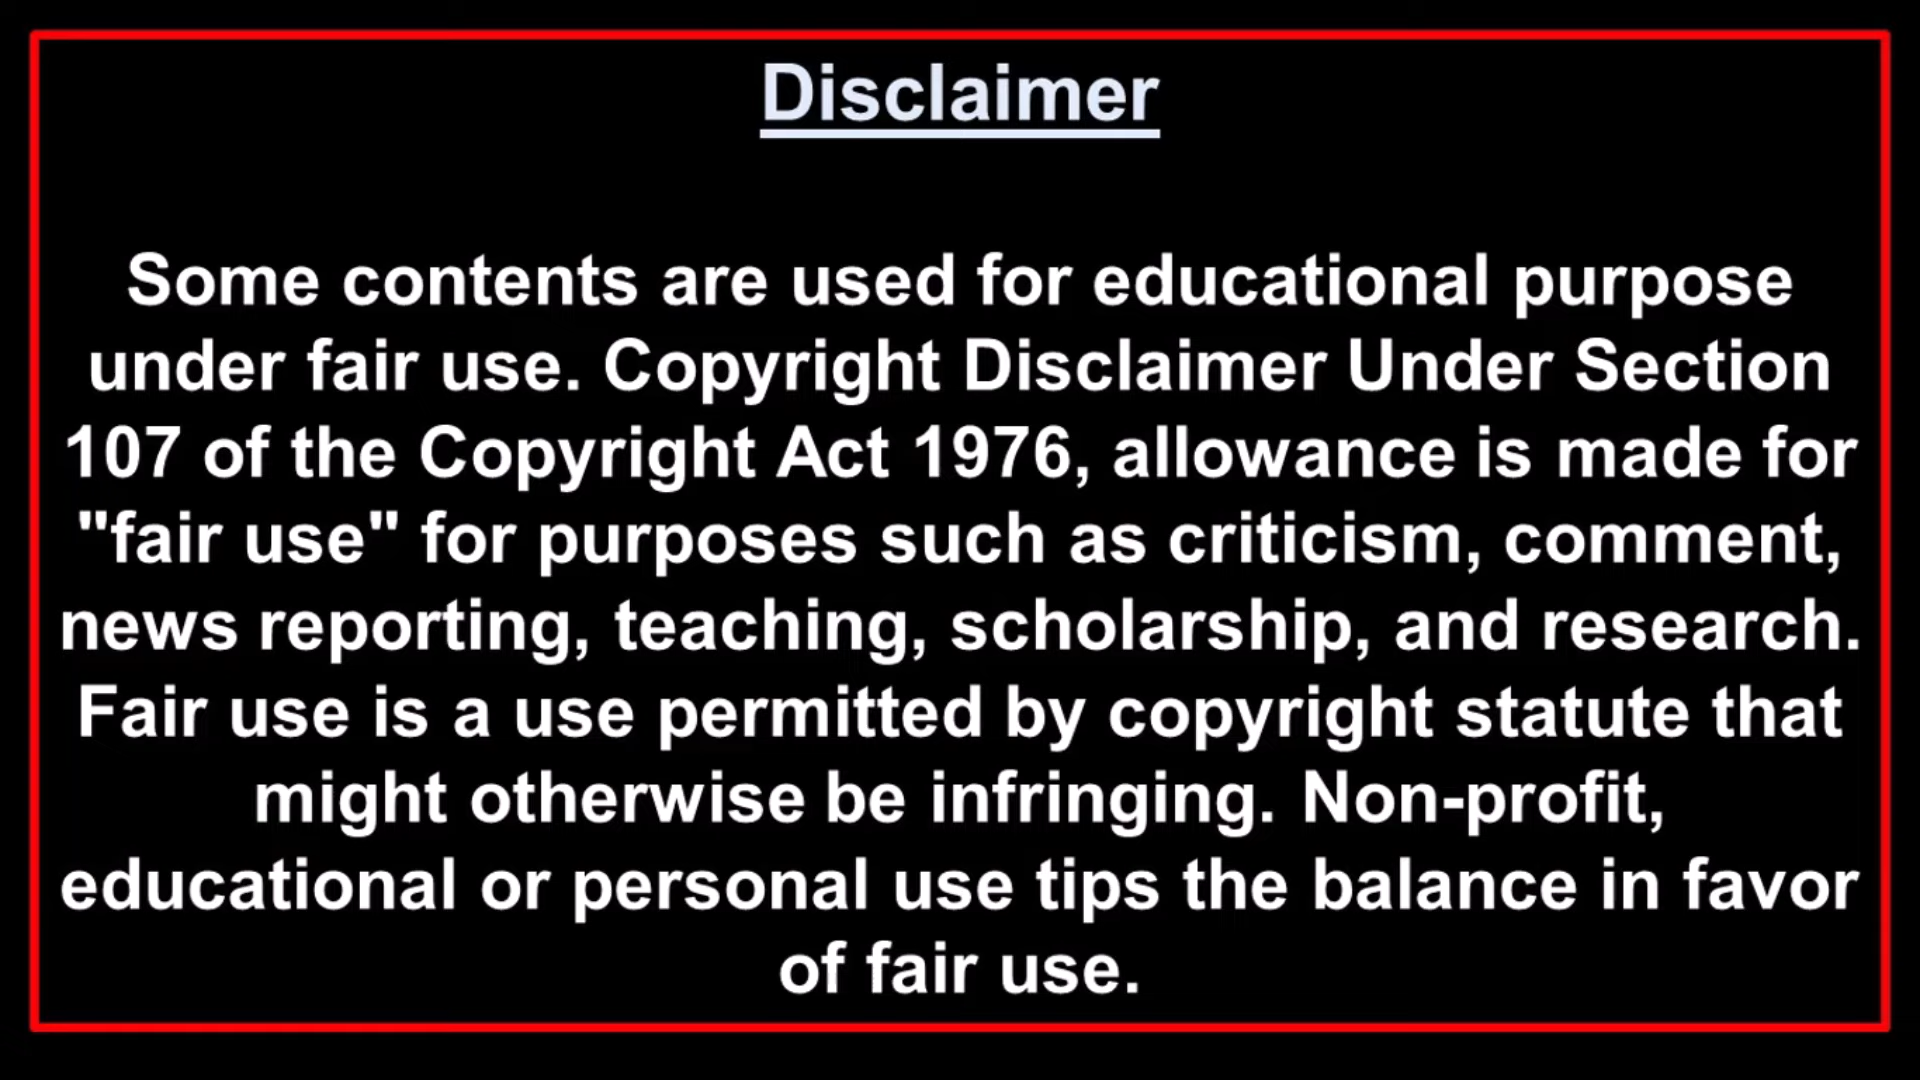 Disclaimer
Some contents are used for educational purpose
under fair use. Copyright Disclaimer Under Section
107 of the Copyright Act 1976, allowance is made for
"fair use" for purposes such as criticism, comment,
news reporting, teaching, scholarship, and research.
Fair use is a use permitted by copyright statute that
might otherwise be infringing. Non-profit,
educational or personal use tips the balance in favor
of fair use.